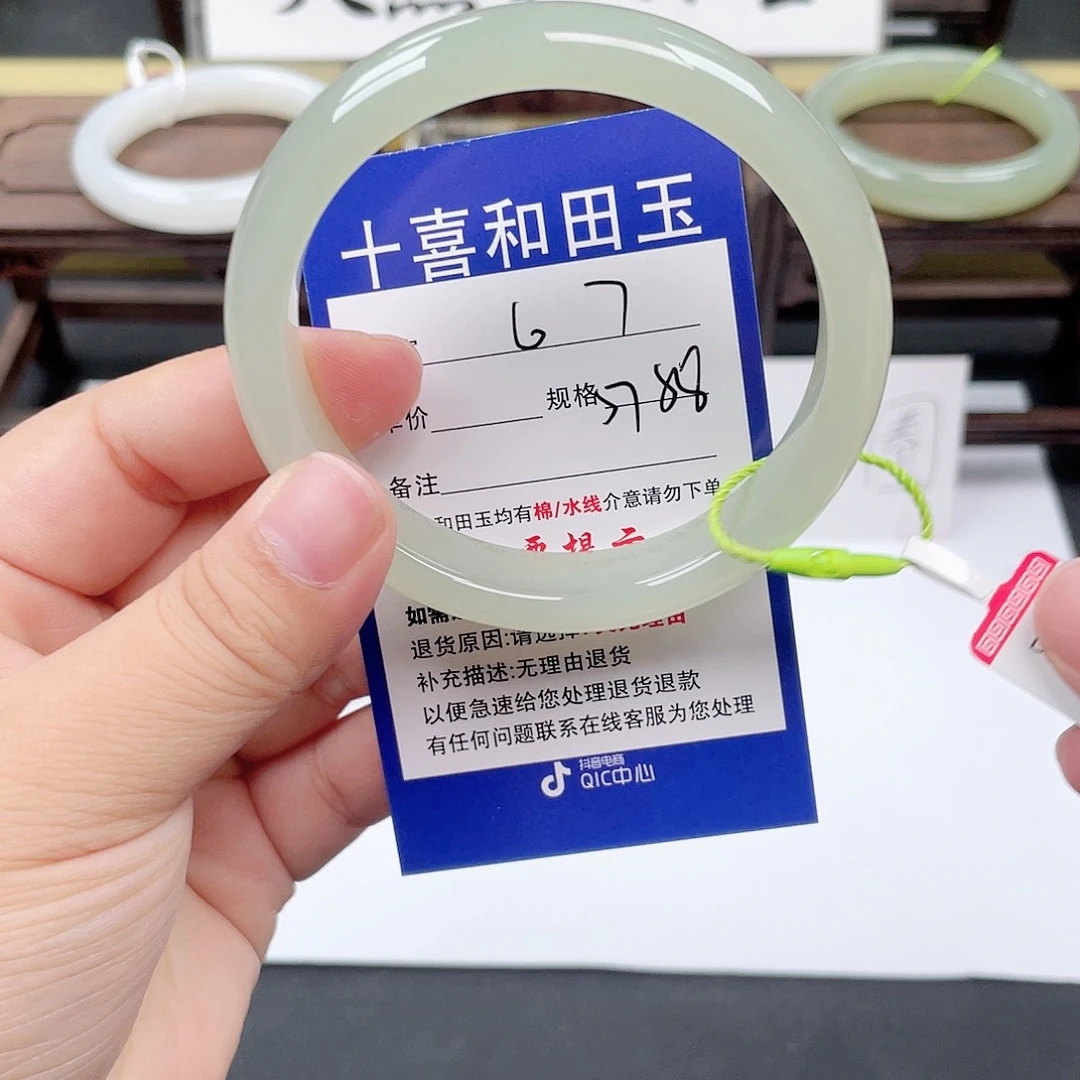 十喜和田玉
67
价 规格 5788
备注
和田玉均有棉/水线介意请勿下单
提示
如需
退货原因:请选择:
补充描述:无理由退货
以便急速给您处理退货退款
有任何问题联系在线客服为您处理
抖音电商
QIC中心